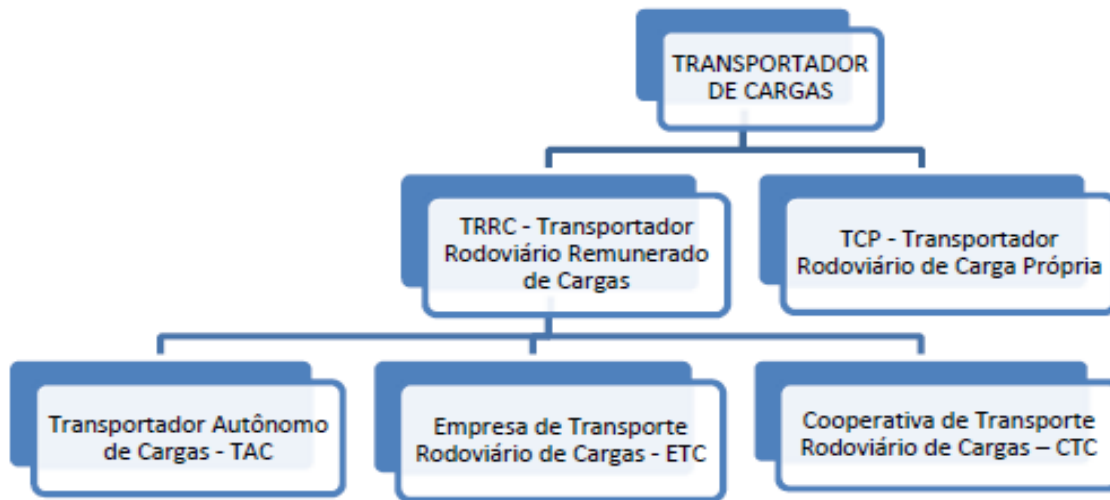 TRANSPORTADOR
DE CARGAS
TRRC - Transportador
Rodoviário Remunerado
de Cargas
TCP - Transportador
Rodoviário de Carga Própria
Transportador Autônomo
de Cargas - TAC
Empresa de Transporte
Rodoviário de Cargas - ETC
Cooperativa de Transporte
Rodoviário de Cargas – CTC